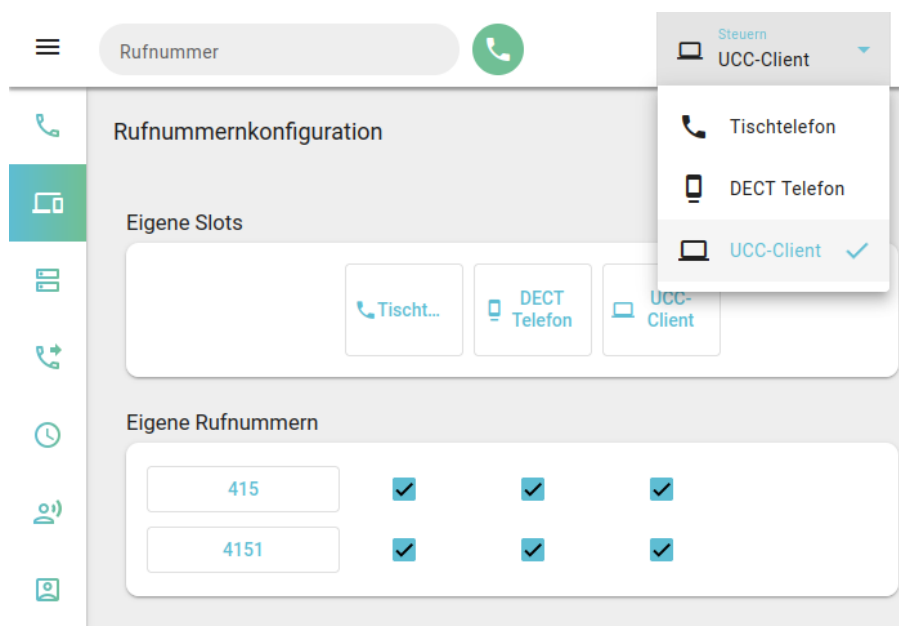 Rufnummer
Steuern
UCC-Client
Tischtelefon
DECT Telefon
UCC-Client
Rufnummernkonfiguration
Eigene Slots
Tischt...
DECT
Telefon
UCC-
Client
Eigene Rufnummern
415
4151